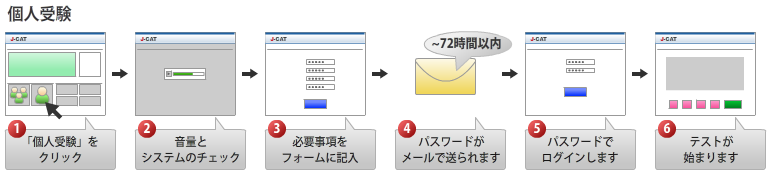 個人受験
J-CAT
J-CAT
J-CAT
~72時間以内
J-CAT
J-CAT
1
「個人受験」を
クリック
2
音量と
システムのチェック
3
必要事項を
フォームに記入
4
パスワードが
メールで送られます
5
パスワードで
ログインします
6
テストが
始まります